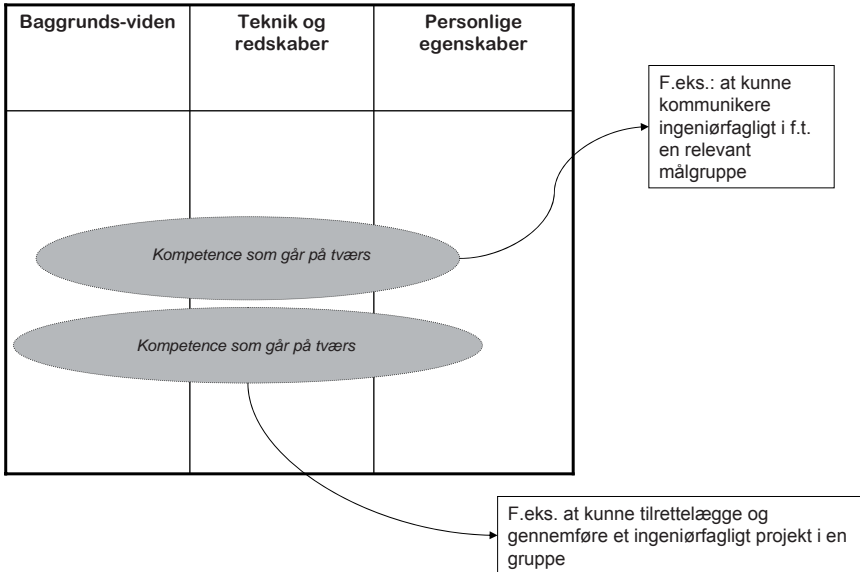 Baggrunds-viden
Teknik og
redskaber
Personlige
egenskaber
F.eks.: at kunne
kommunikere
ingeniørfagligt i f.t.
en relevant
målgruppe
Kompetence som går på tværs
Kompetence som går på tværs
F.eks. at kunne tilrettelægge og
gennemføre et ingeniørfagligt projekt i en
gruppe